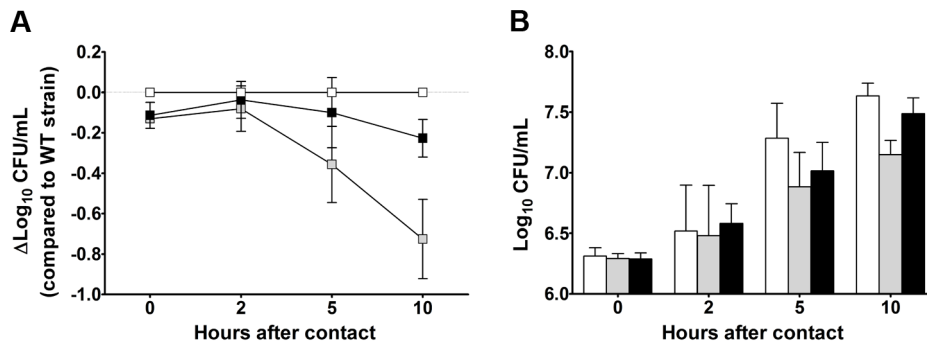 A
ΔLog10 CFU/mL
(compared to WT strain)
0.2
0.0
-0.2
-0.4
-0.6
-0.8
-1.0
0 2 5 10
Hours after contact
B
Log10 CFU/mL
8.0
7.5
7.0
6.5
6.0
0 2 5 10
Hours after contact